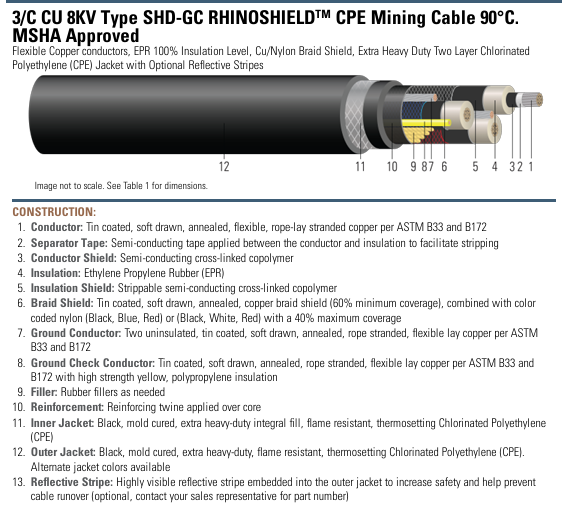 3/C CU 8KV Type SHD-GC RHINOSHIELD™ CPE Mining Cable 90°C.
MSHA Approved
Flexible Copper conductors, EPR 100% Insulation Level, Cu/Nylon Braid Shield, Extra Heavy Duty Two Layer Chlorinated
Polyethylene (CPE) Jacket with Optional Reflective Stripes
12 11 10 9 8 7 6 5 4 3 2 1
Image not to scale. See Table 1 for dimensions.
CONSTRUCTION:
1. Conductor: Tin coated, soft drawn, annealed, flexible, rope-lay stranded copper per ASTM B33 and B172
2. Separator Tape: Semi-conducting tape applied between the conductor and insulation to facilitate stripping
3. Conductor Shield: Semi-conducting cross-linked copolymer
4. Insulation: Ethylene Propylene Rubber (EPR)
5. Insulation Shield: Strippable semi-conducting cross-linked copolymer
6. Braid Shield: Tin coated, soft drawn, annealed, copper braid shield (60% minimum coverage), combined with color
coded nylon (Black, Blue, Red) or (Black, White, Red) with a 40% maximum coverage
7. Ground Conductor: Two uninsulated, tin coated, soft drawn, annealed, rope stranded, flexible lay copper per ASTM
B33 and B172
8. Ground Check Conductor: Tin coated, soft drawn, annealed, rope stranded, flexible lay copper per ASTM B33 and
B172 with high strength yellow, polypropylene insulation
9. Filler: Rubber fillers as needed
10. Reinforcement: Reinforcing twine applied over core
11. Inner Jacket: Black, mold cured, extra heavy-duty integral fill, flame resistant, thermosetting Chlorinated Polyethylene
(CPE)
12. Outer Jacket: Black, mold cured, extra heavy-duty, flame resistant, thermosetting Chlorinated Polyethylene (CPE).
Alternate jacket colors available
13. Reflective Stripe: Highly visible reflective stripe embedded into the outer jacket to increase safety and help prevent
cable runover (optional, contact your sales representative for part number)